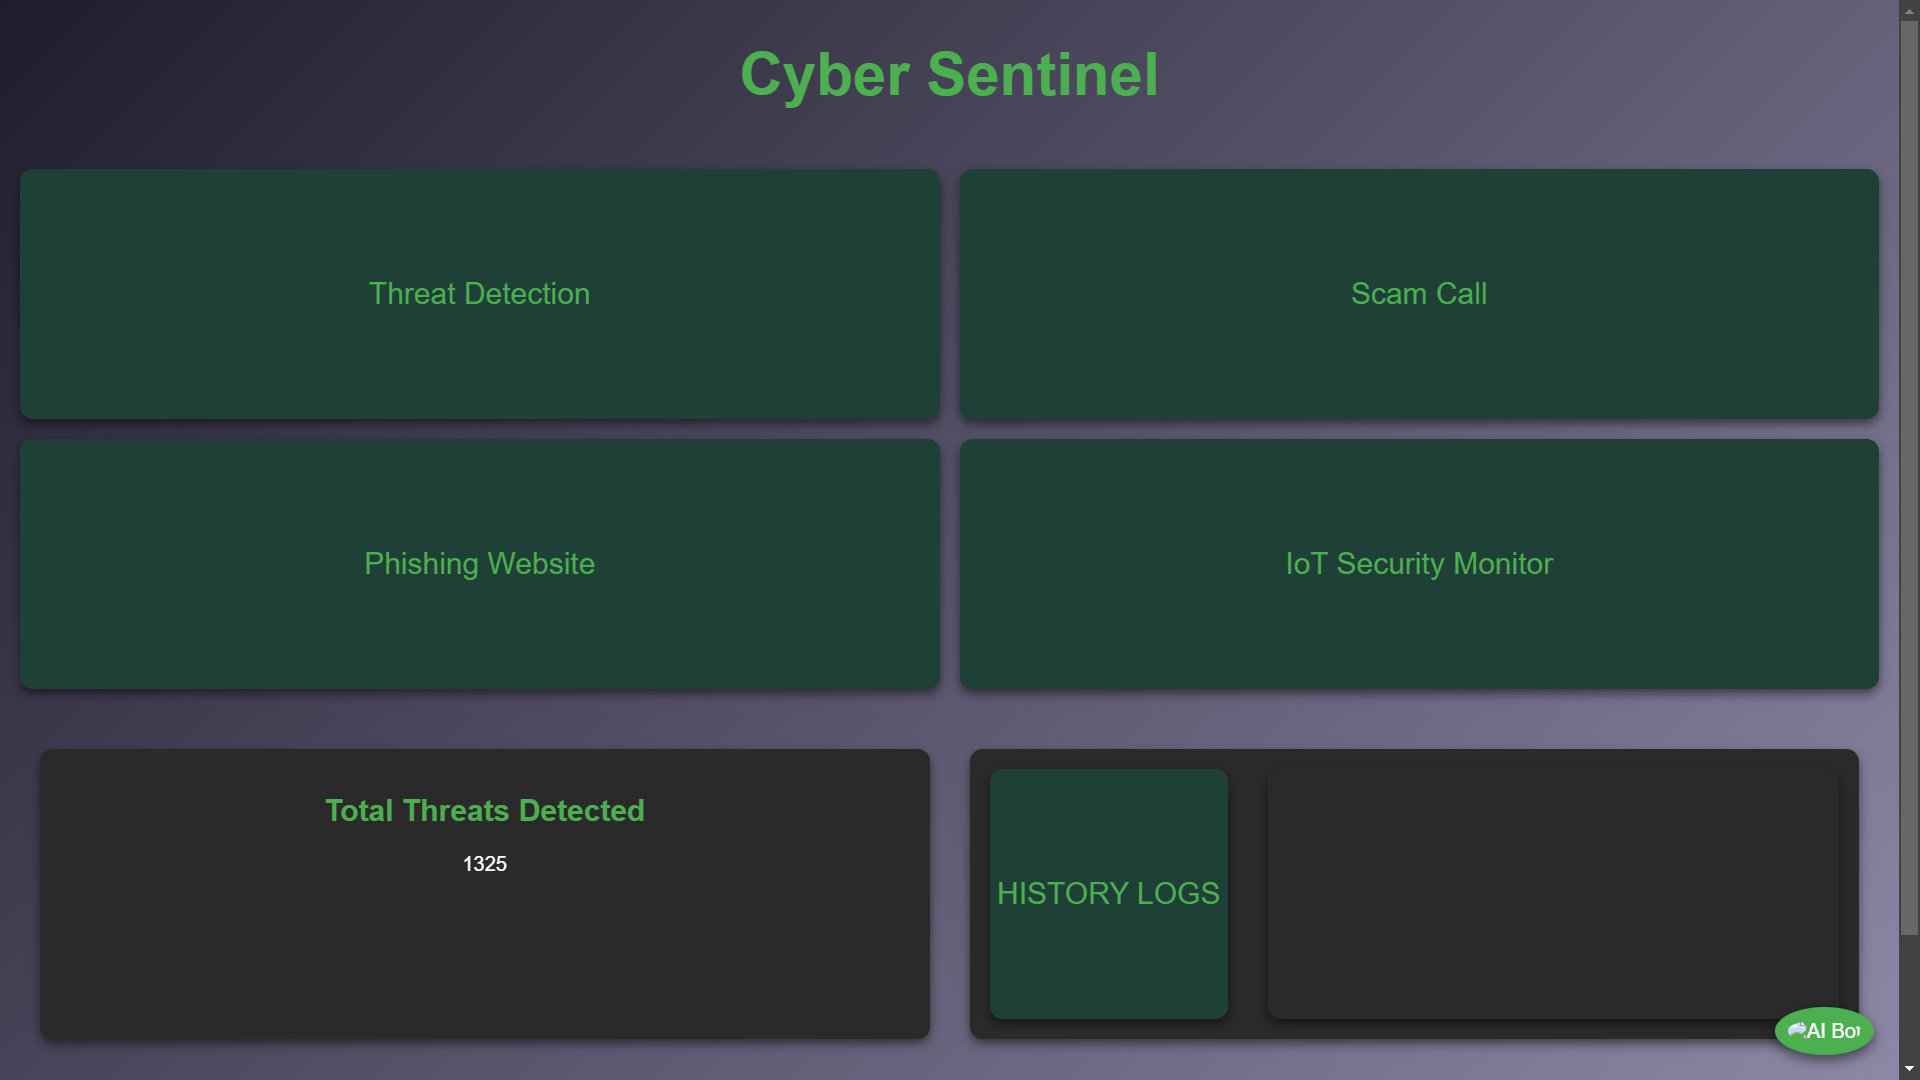 Cyber Sentinel
Threat Detection
Scam Call
Phishing Website
IoT Security Monitor
Total Threats Detected
1325
HISTORY LOGS
AI Bot